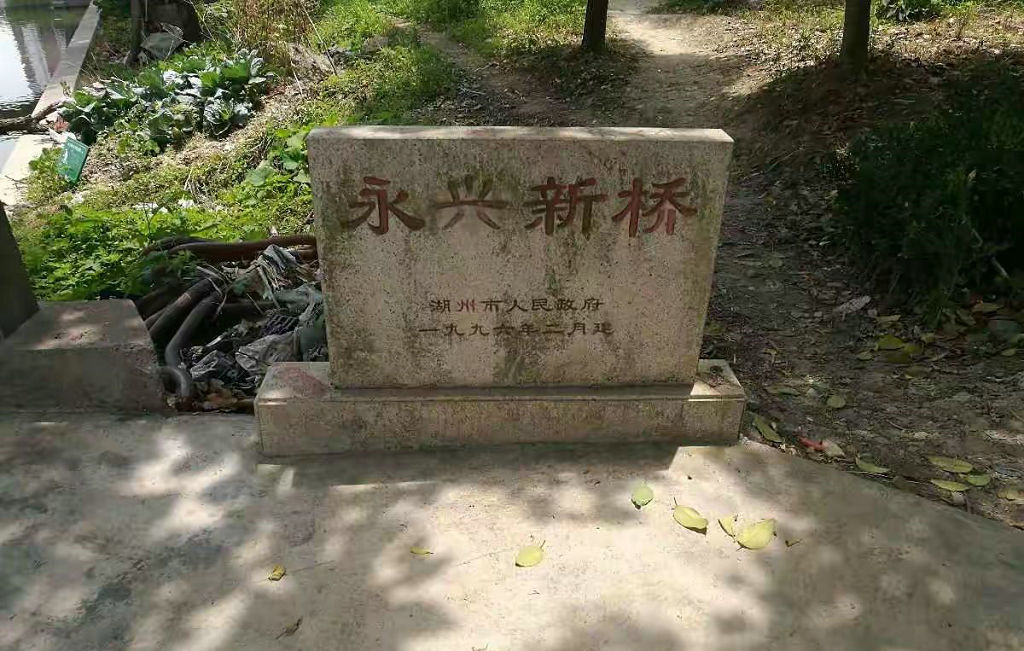 永兴新桥
湖州市人民政府
一九九六年二月建